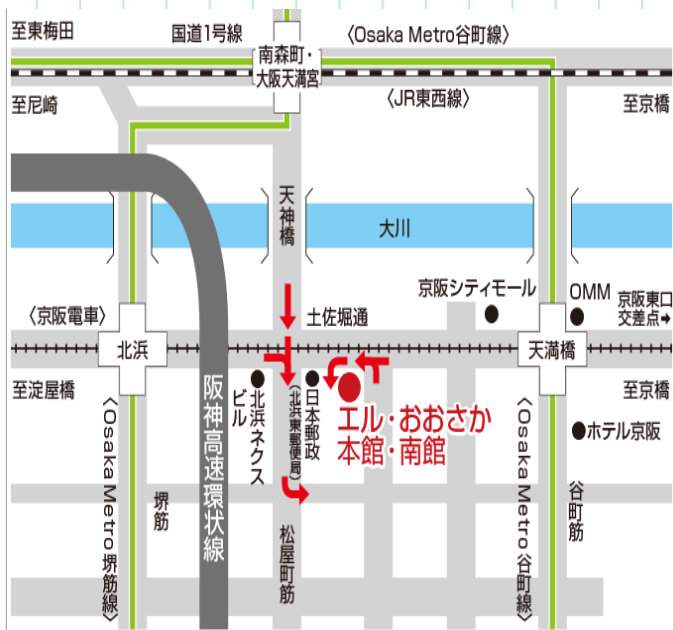 至東梅田
国道1号線
〈Osaka Metro谷町線〉
南森町・
大阪天満宮
至尼崎
〈JR東西線〉
至京橋
天神橋
大川
京阪シティモール
OMM
京阪東口
交差点➡
〈京阪電車〉
土佐堀通
北浜
天満橋
至淀屋橋
至京橋
阪神高速環状線
北浜ネクス
ビル
日本郵政
(北浜東郵便局)
エル・おおさか
本館・南館
ホテル京阪
〈Osaka Metro堺筋線〉
堺筋
松屋町筋
〈Osaka Metro谷町線〉
谷町筋